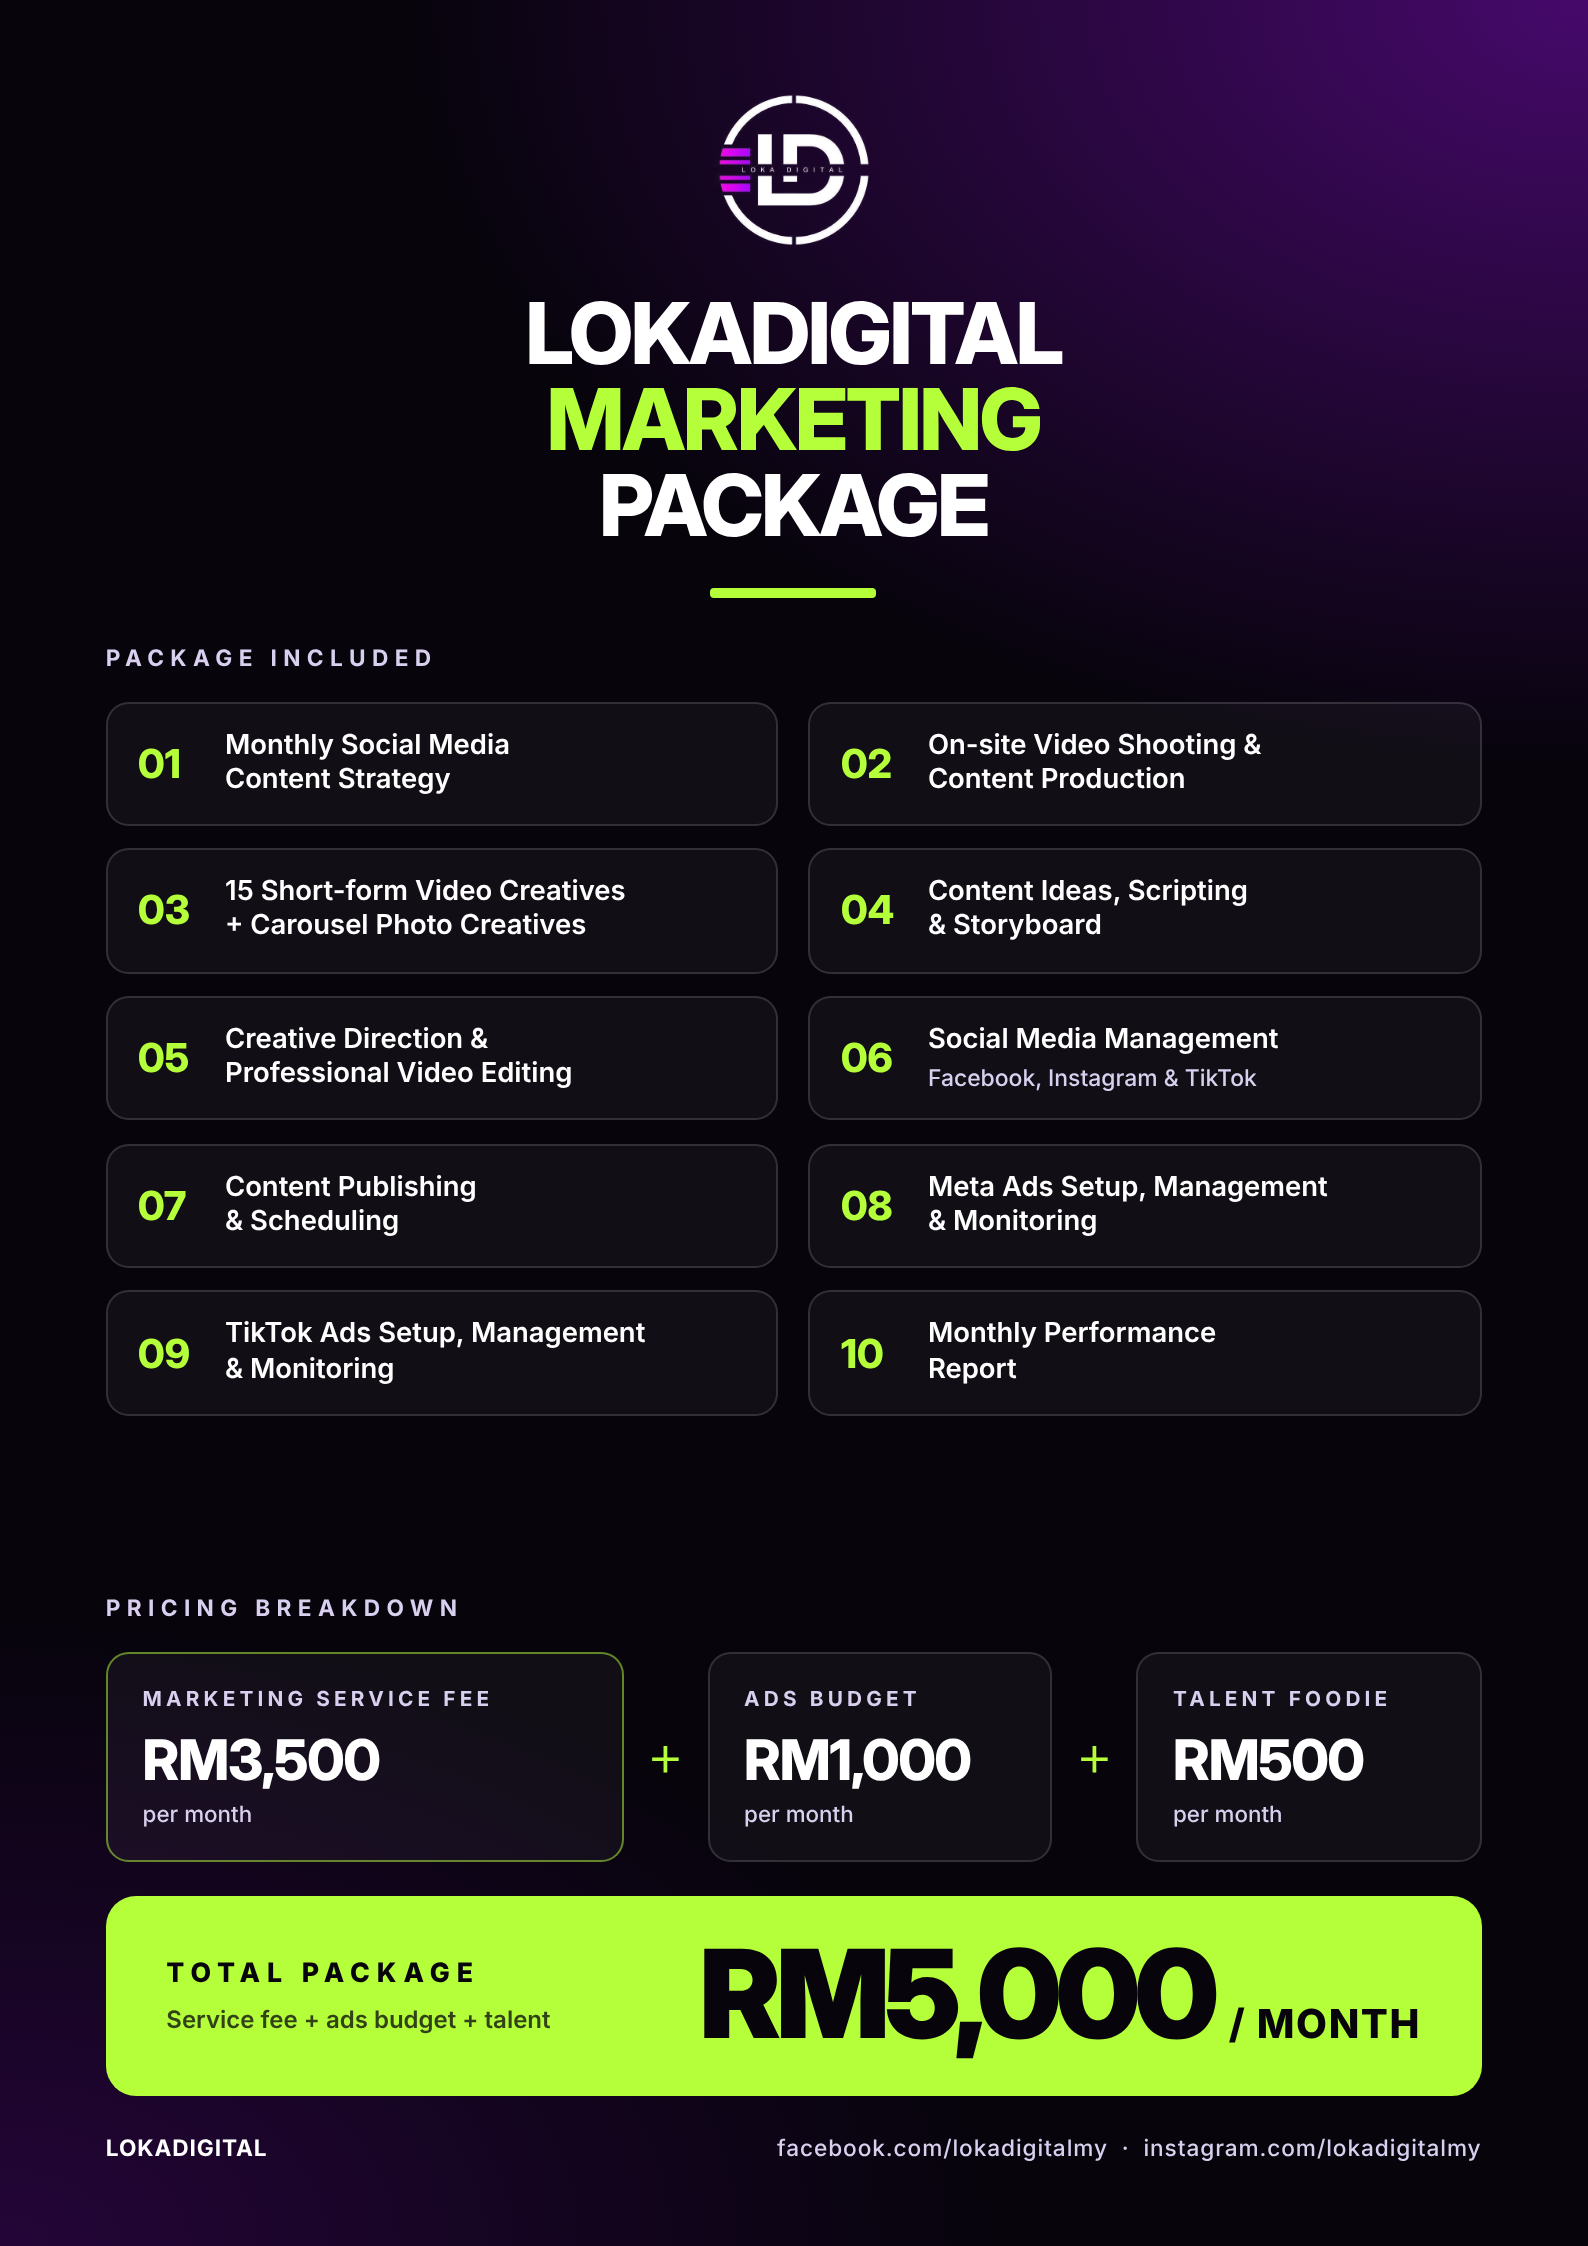 LOKA DIGITAL
LOKADIGITAL
MARKETING
PACKAGE
PACKAGE INCLUDED
01
Monthly Social Media
Content Strategy
02
On-site Video Shooting &
Content Production
03
15 Short-form Video Creatives
+ Carousel Photo Creatives
04
Content Ideas, Scripting
& Storyboard
05
Creative Direction &
Professional Video Editing
06
Social Media Management
Facebook, Instagram & TikTok
07
Content Publishing
& Scheduling
08
Meta Ads Setup, Management
& Monitoring
09
TikTok Ads Setup, Management
& Monitoring
10
Monthly Performance
Report
PRICING BREAKDOWN
MARKETING SERVICE FEE
RM3,500
per month
+
ADS BUDGET
RM1,000
per month
+
TALENT FOODIE
RM500
per month
TOTAL PACKAGE
Service fee + ads budget + talent
RM5,000 / MONTH
LOKADIGITAL
facebook.com/lokadigitalmy · instagram.com/lokadigitalmy